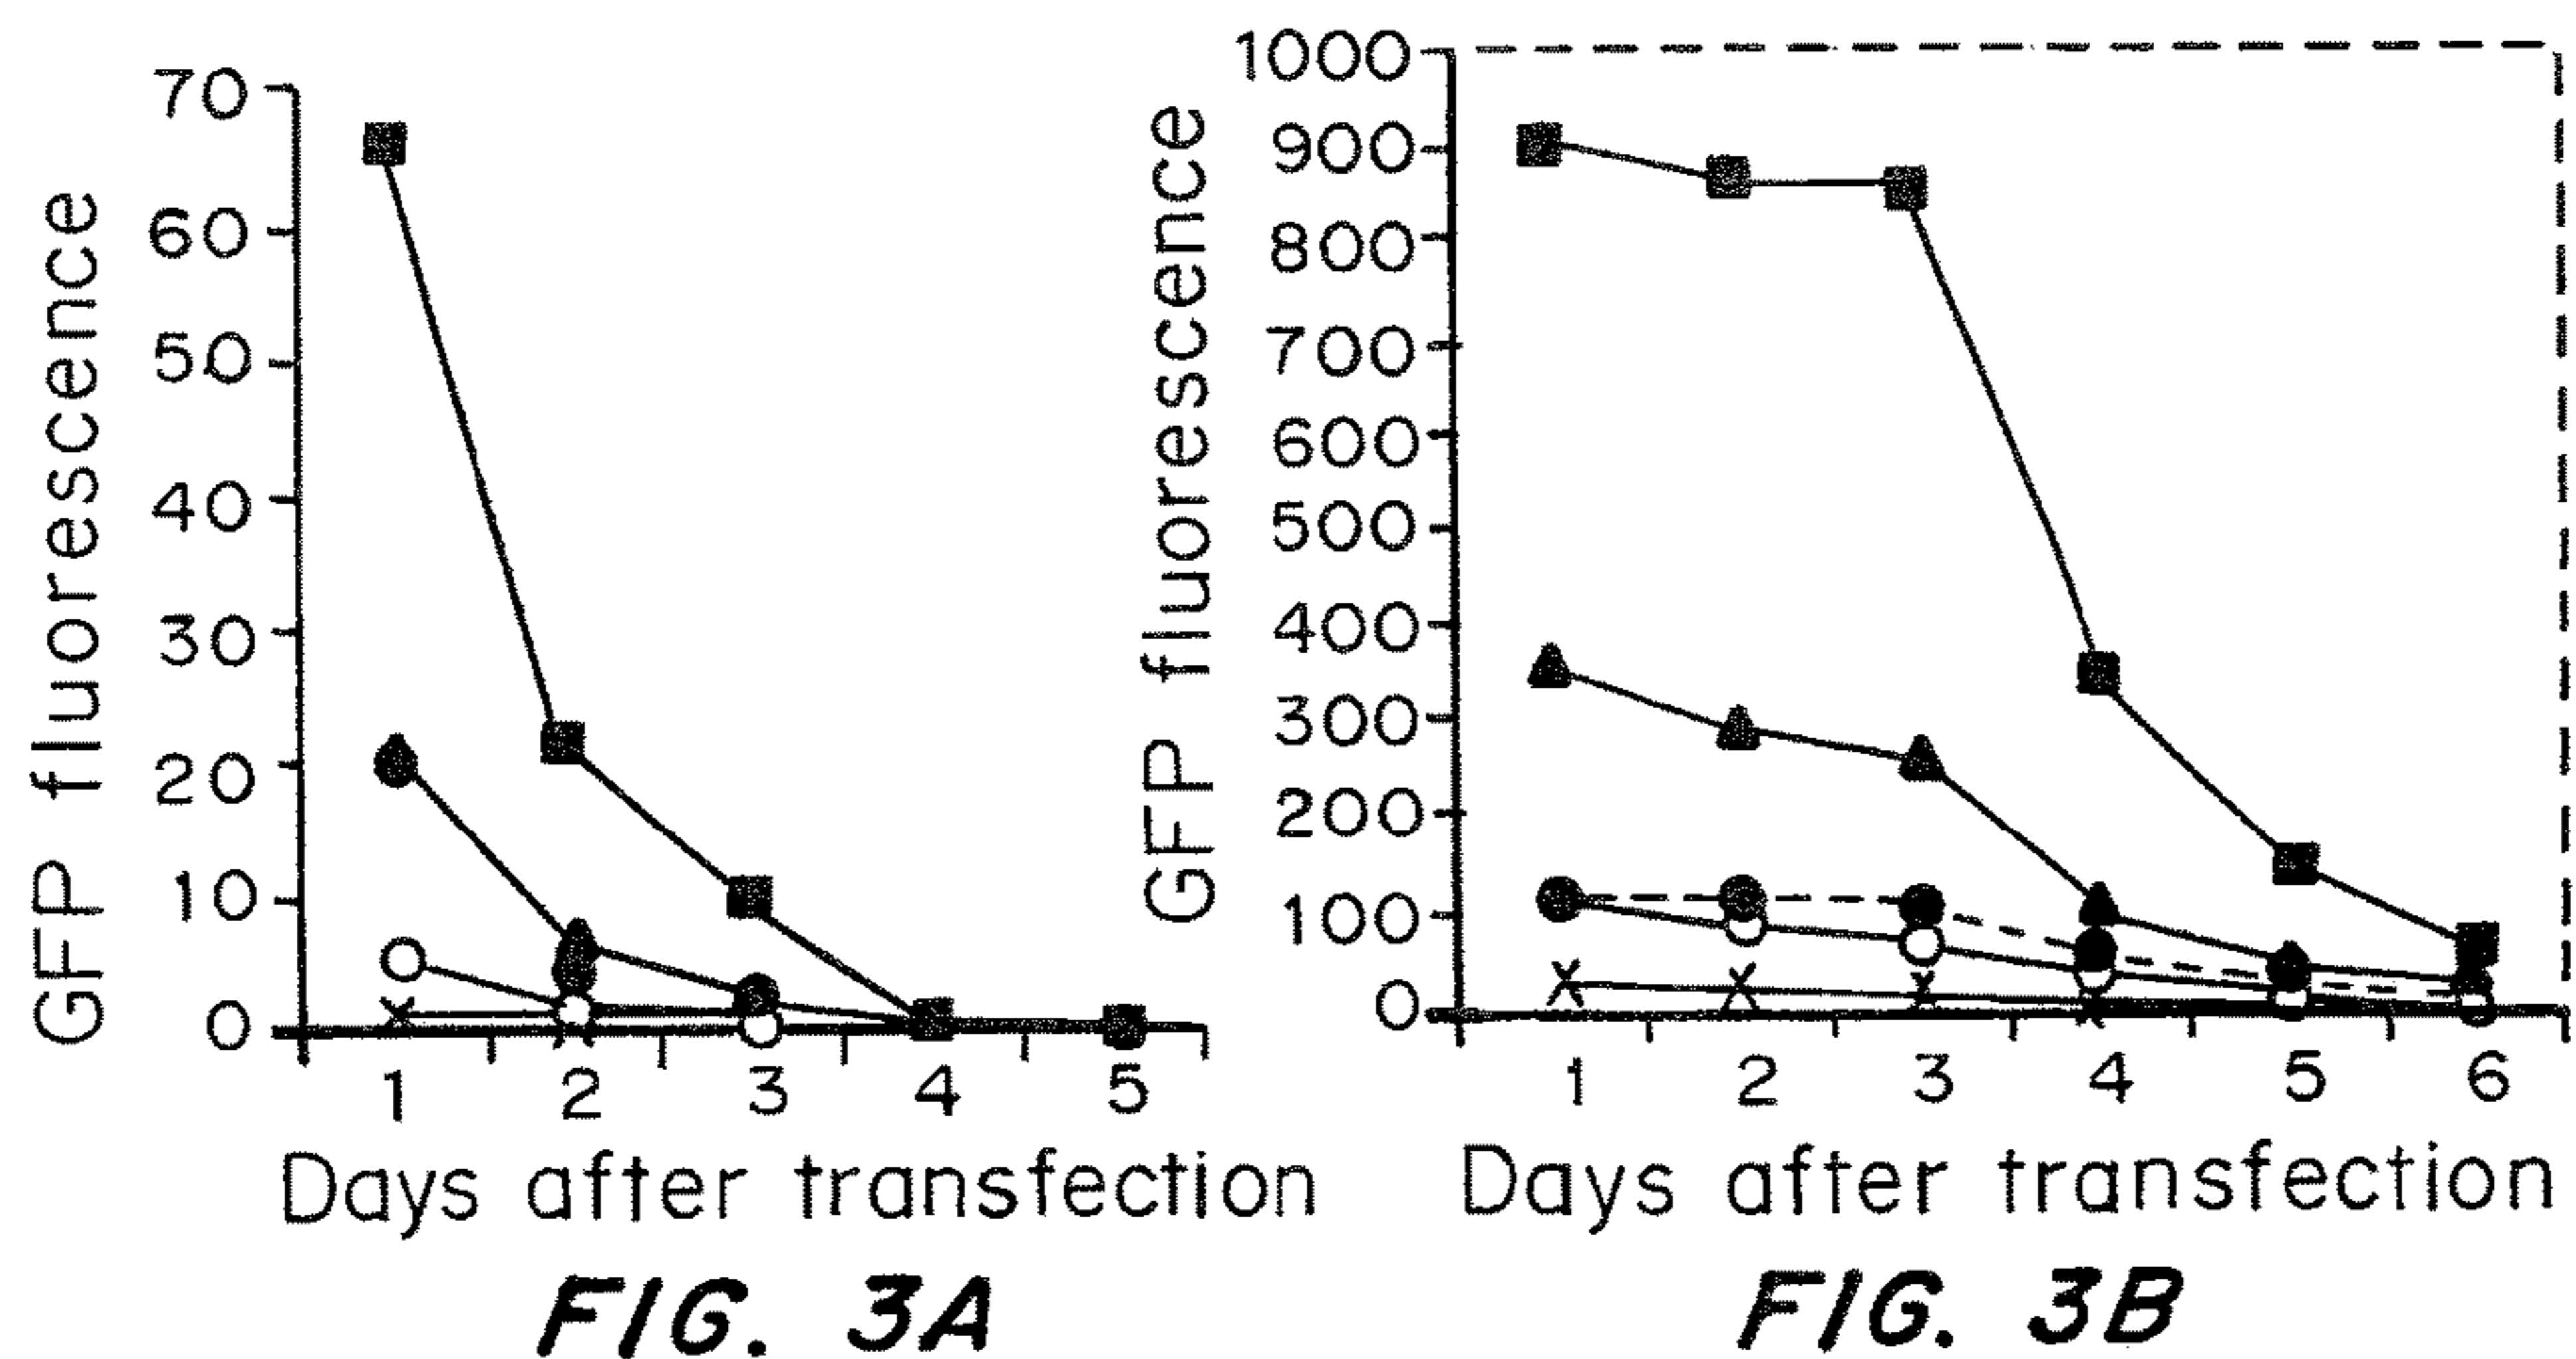 GFP fluorescence
70
60
50
40
30
20
10
0
1 2 3 4 5
Days after transfection
FIG. 3A
GFP fluorescence
1000
900
800
700
600
500
400
300
200
100
0
1 2 3 4 5 6
Days after transfection
FIG. 3B